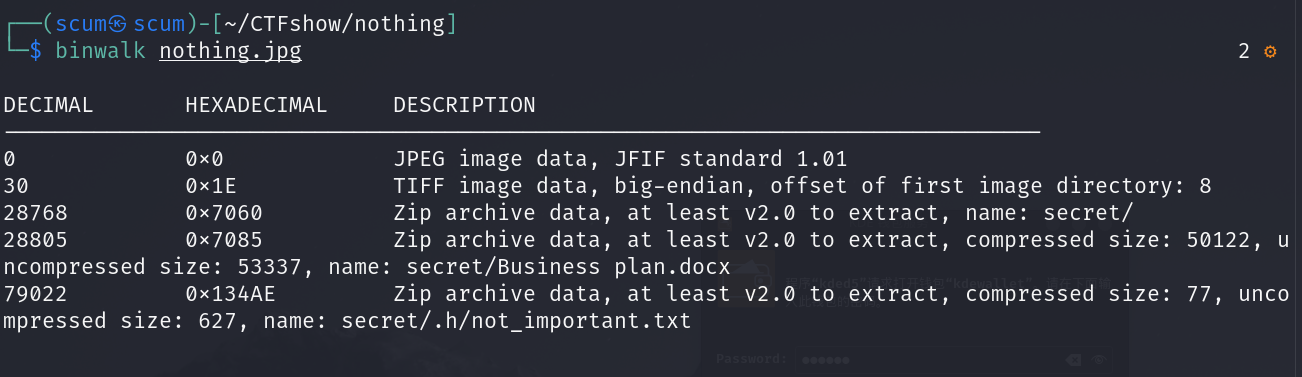 ┌──(scum㉿scum)-[~/CTFshow/nothing]
└─$ binwalk nothing.jpg 2 ⚙
DECIMAL HEXADECIMAL DESCRIPTION
0 0×0 JPEG image data, JFIF standard 1.01
30 0×1E TIFF image data, big-endian, offset of first image directory: 8
28768 0×7060 Zip archive data, at least v2.0 to extract, name: secret/
28805 0×7085 Zip archive data, at least v2.0 to extract, compressed size: 50122, u
ncompressed size: 53337, name: secret/Business plan.docx
79022 0×134AE Zip archive data, at least v2.0 to extract, compressed size: 77, unco
mpressed size: 627, name: secret/.h/not_important.txt
Password: